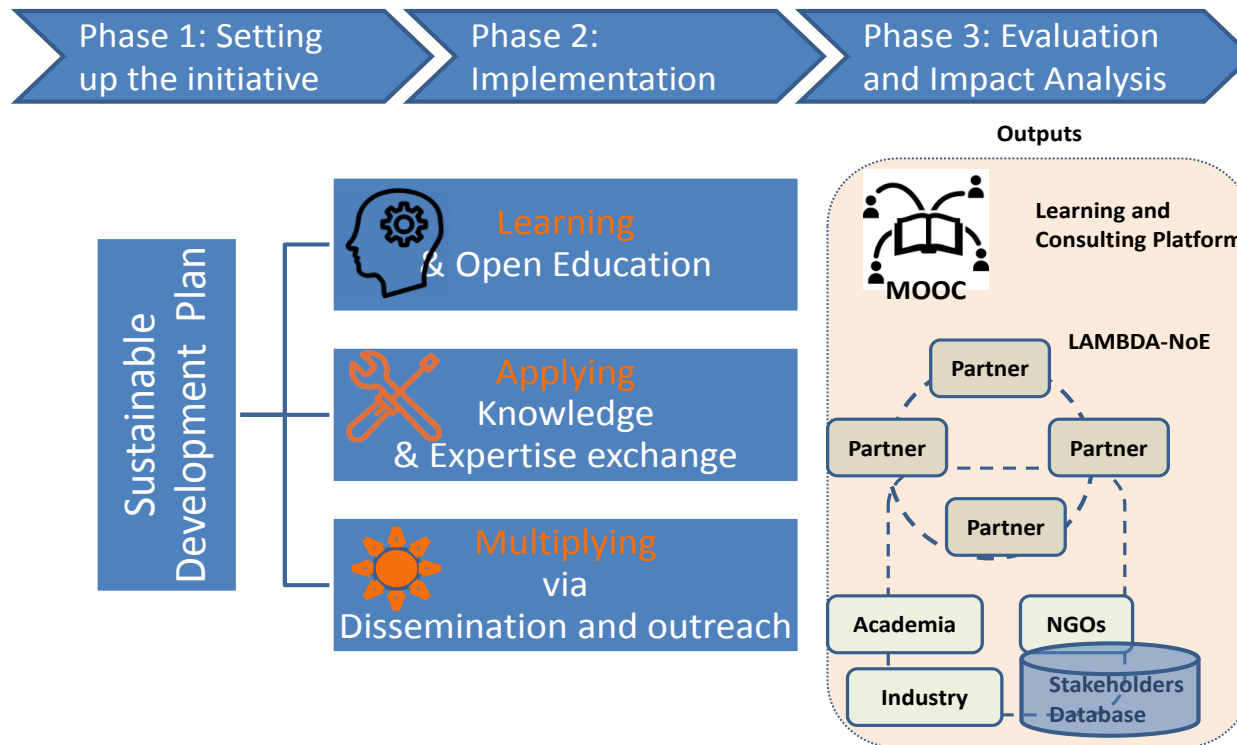 Phase 1: Setting
up the initiative
Phase 2:
Implementation
Phase 3: Evaluation
and Impact Analysis
Sustainable
Development Plan
Learning
& Open Education
Applying
Knowledge
& Expertise exchange
Multiplying
via
Dissemination and outreach
Outputs
MOOC
Learning and
Consulting Platform
LAMBDA-NoE
Partner
Partner
Partner
Partner
Academia
NGOs
Industry
Stakeholders
Database